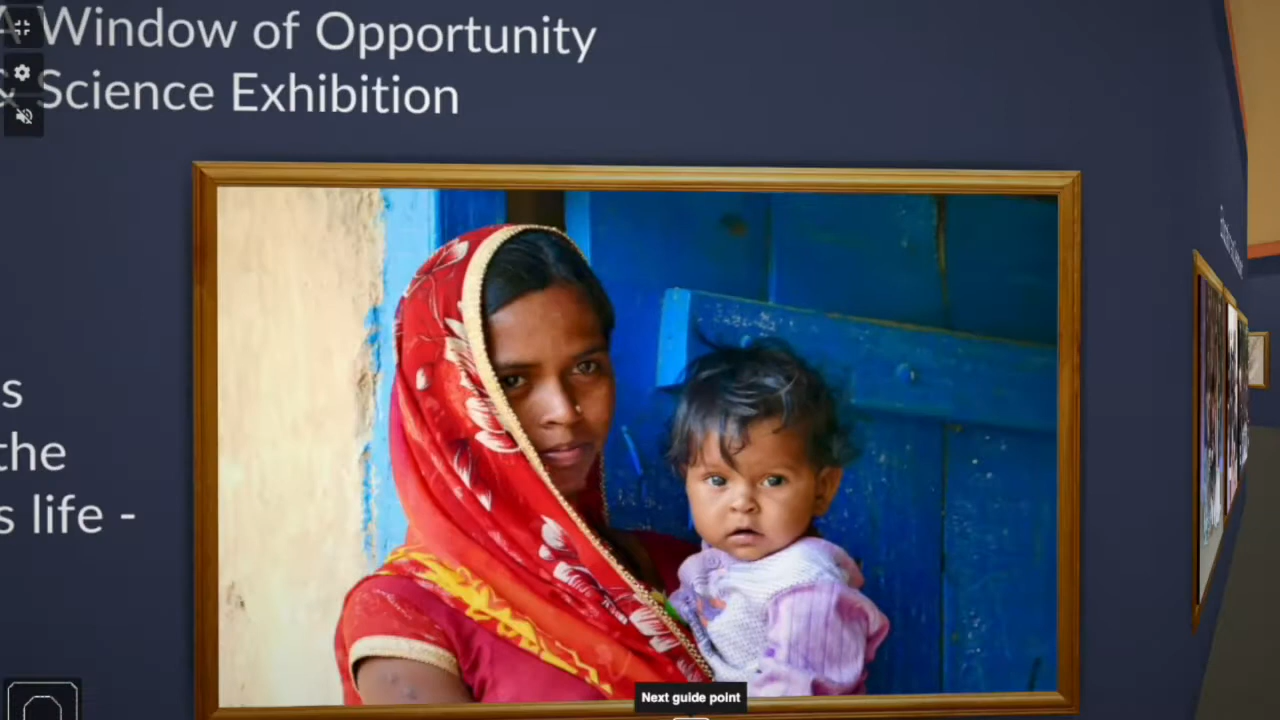 A Window of Opportunity
& Science Exhibition
s
the
s life -
Next guide point